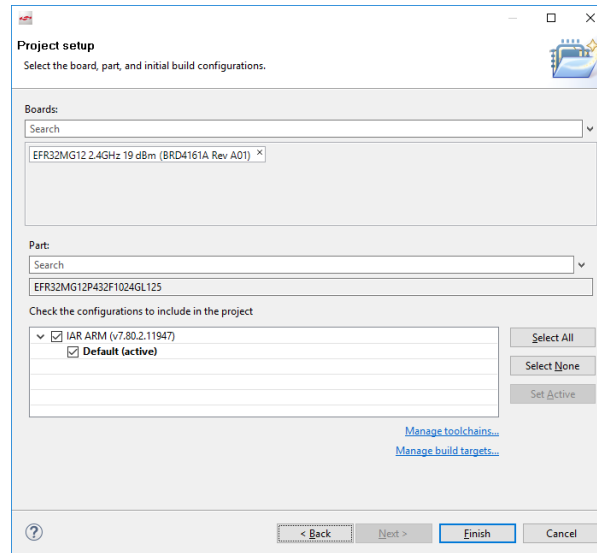 Project setup
Select the board, part, and initial build configurations.
Boards:
Search
EFR32MG12 2.4GHz 19 dBm (BRD4161A Rev A01) ×
Part:
Search
EFR32MG12P432F1024GL125
Check the configurations to include in the project
IAR ARM (v7.80.2.11947)
Default (active)
Select All
Select None
Set Active
Manage toolchains...
Manage build targets...
< Back
Next >
Finish
Cancel